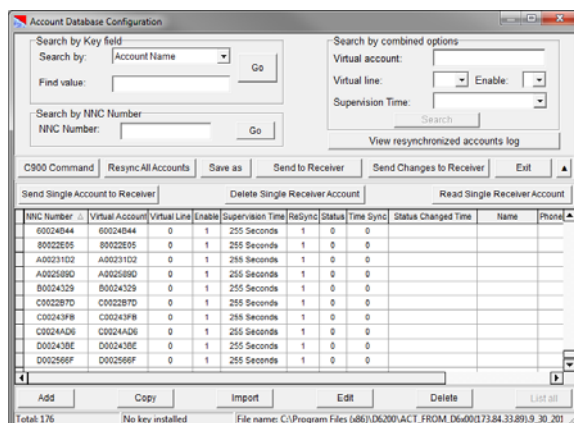 Account Database Configuration
Search by Key field
Search by: Account Name
Go
Find value:
Search by NNC Number
NNC Number: Go
Search by combined options
Virtual account:
Virtual line: Enable:
Supervision Time:
Search
View resynchronized accounts log
C900 Command Resync All Accounts Save as Send to Receiver Send Changes to Receiver Exit
Send Single Account to Receiver Delete Single Receiver Account Read Single Receiver Account
NNC Number Virtual Account Virtual Line Enable Supervision Time ReSync Status Time Sync Status Changed Time Name Phone
60024B44 60024B44 0 1 255 Seconds 1 0 0
80022E05 80022E05 0 1 255 Seconds 1 0 0
A00231D2 A00231D2 0 1 255 Seconds 1 0 0
A002589D A002589D 0 1 255 Seconds 1 0 0
B0024329 B0024329 0 1 255 Seconds 1 0 0
C0022B7D C0022B7D 0 1 255 Seconds 1 0 0
C00243FB C00243FB 0 1 255 Seconds 1 0 0
C0024AD6 C0024AD6 0 1 255 Seconds 1 0 0
D00243BE D00243BE 0 1 255 Seconds 1 0 0
D002566F D002566F 0 1 255 Seconds 1 0 0
Add Copy Import Edit Delete List all
Total: 176 No key installed File name: C:\Program Files (x86)\D6200\ACT_FROM_D6x00(173.84.33.89).9_30_201